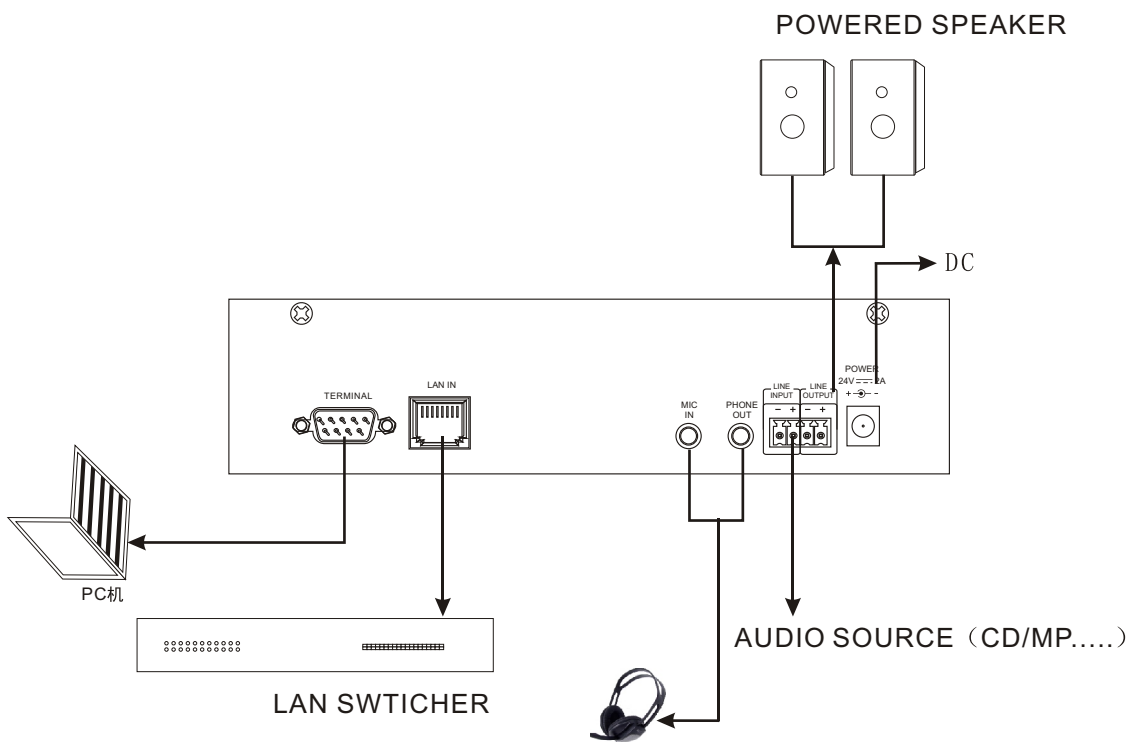 POWERED SPEAKER
DC
POWER
24V 2A
+ -
TERMINAL
LAN IN
MIC
IN
PHONE
OUT
LINE
INPUT
LINE
OUTPUT
- + - +
PC机
AUDIO SOURCE（CD/MP.....）
LAN SWTICHER